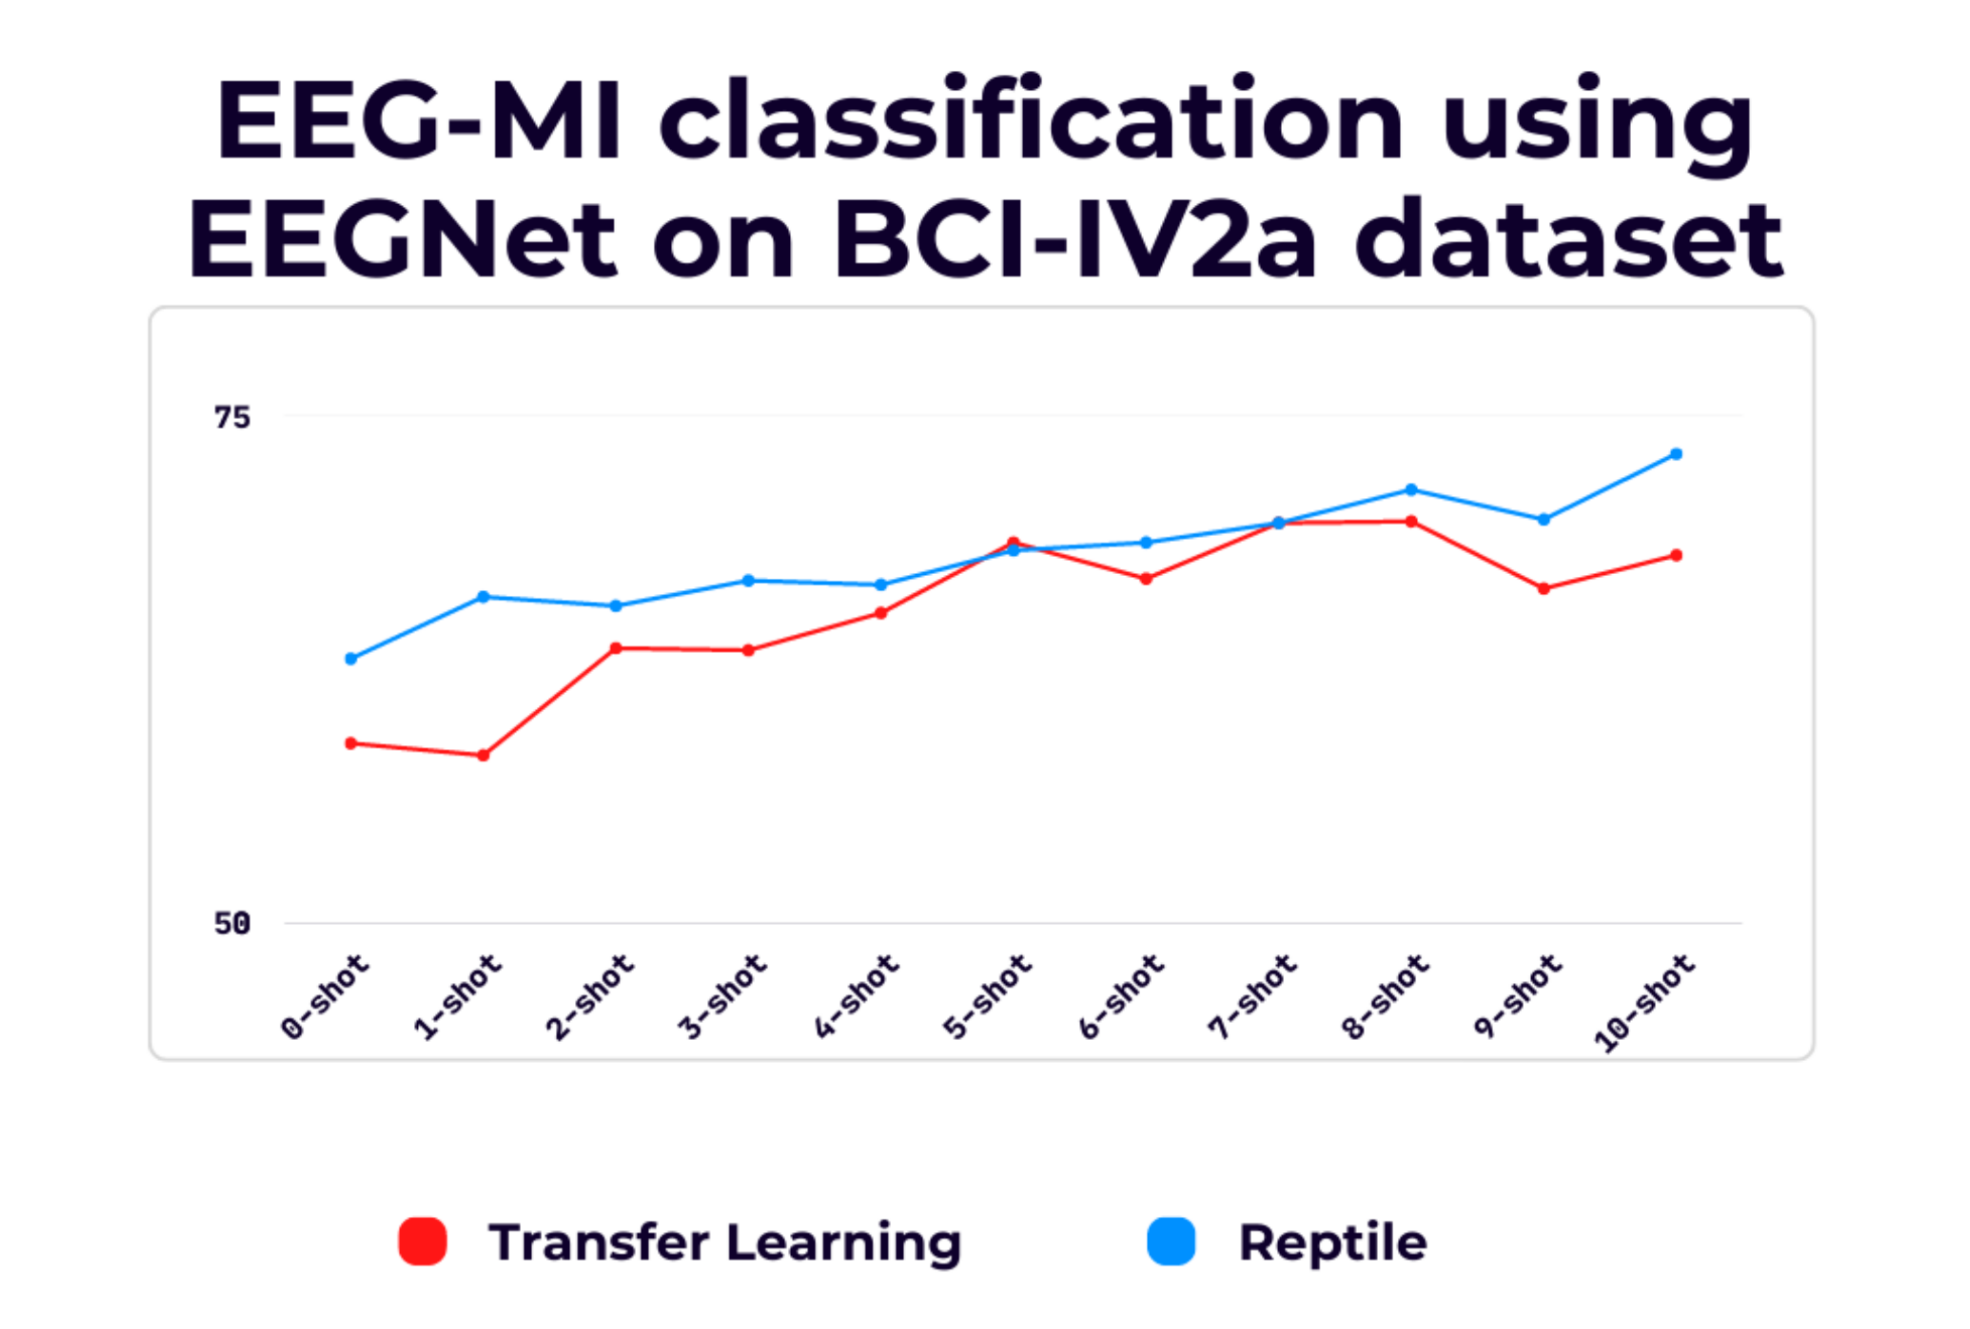 EEG-MI classification using
EEGNet on BCI-IV2a dataset
75
50
0-shot
1-shot
2-shot
3-shot
4-shot
5-shot
6-shot
7-shot
8-shot
9-shot
10-shot
Transfer Learning
Reptile